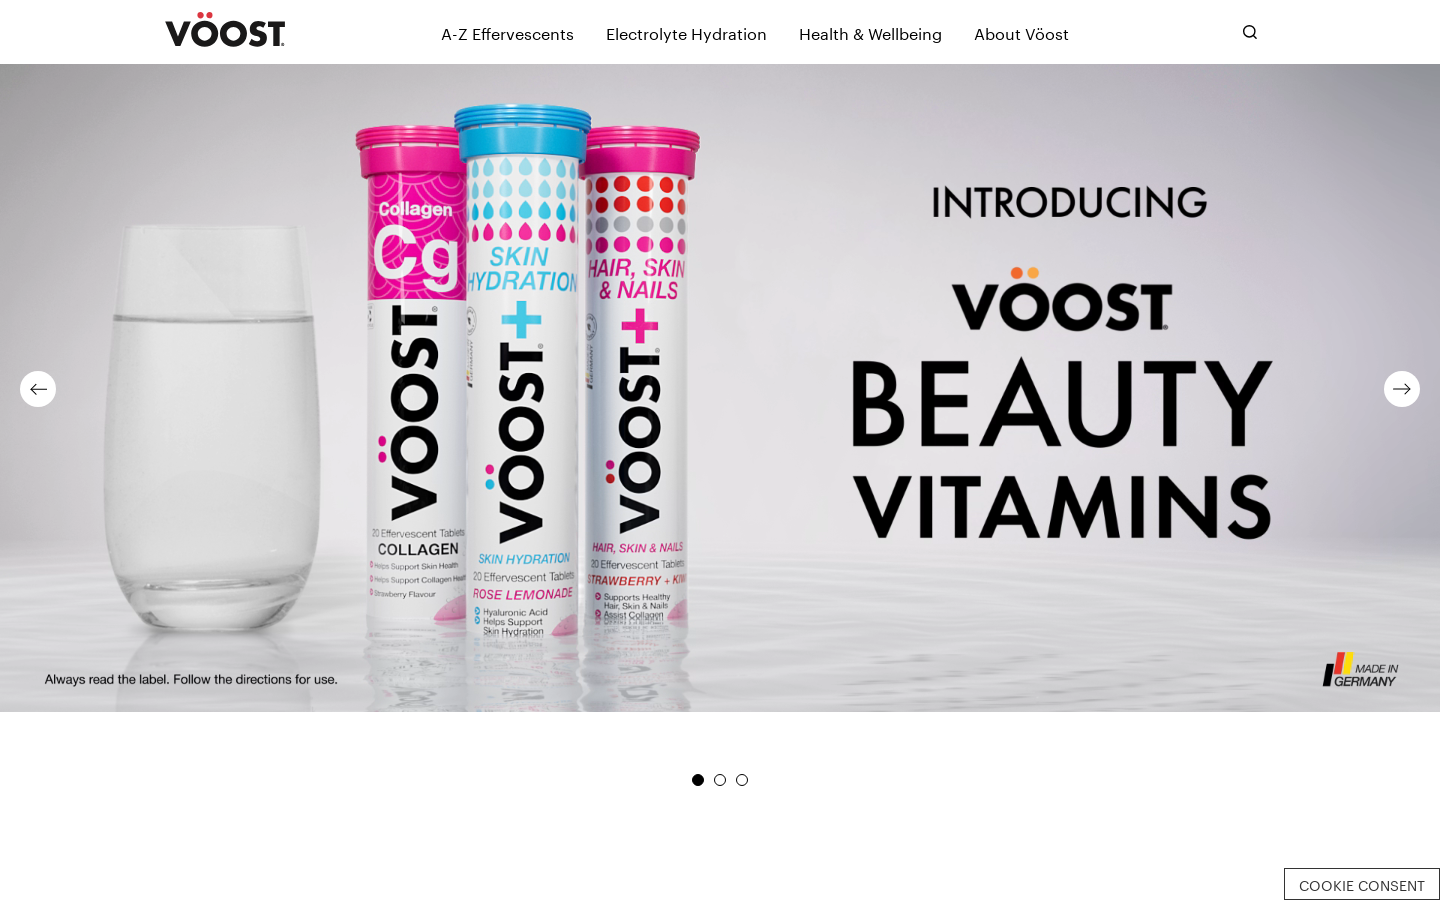 VÖOST
A-Z Effervescents
Electrolyte Hydration
Health & Wellbeing
About Vöost
Collagen
Cg
VÖOST
20 Effervescent Tablets
COLLAGEN
Helps Support Skin Health
Helps Support Collagen Health
Strawberry Flavour
SKIN
HYDRATION
VÖOST+
SKIN HYDRATION
20 Effervescent Tablets
ROSE LEMONADE
Hyaluronic Acid
Helps Support
Skin Hydration
HAIR, SKIN
& NAILS
VÖOST+
HAIR, SKIN & NAILS
20 Effervescent Tablets
STRAWBERRY + KIWI
Supports Healthy
Hair, Skin & Nails
Assist Collagen
INTRODUCING
VÖOST
BEAUTY
VITAMINS
Always read the label. Follow the directions for use.
MADE IN
GERMANY
COOKIE CONSENT